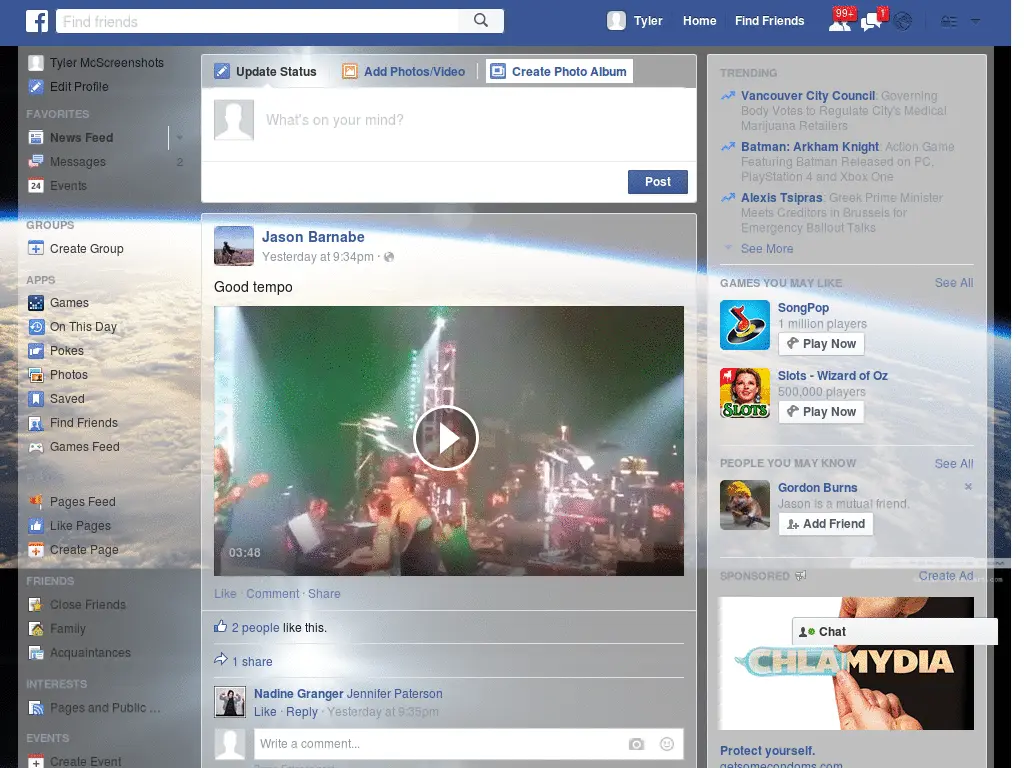 Find friends
Tyler
Home
Find Friends
99+
1
Tyler McScreenshots
Edit Profile
FAVORITES
News Feed
Messages 2
24 Events
GROUPS
Create Group
APPS
Games
On This Day
Pokes
Photos
Saved
Find Friends
Games Feed
Pages Feed
Like Pages
Create Page
FRIENDS
Close Friends
Family
Acquaintances
INTERESTS
Pages and Public ...
EVENTS
Create Event
Update Status
Add Photos/Video
Create Photo Album
What's on your mind?
Post
Jason Barnabe
Yesterday at 9:34pm ·
Good tempo
03:48
Like · Comment · Share
2 people like this.
1 share
Nadine Granger Jennifer Paterson
Like · Reply · Yesterday at 9:35pm
Write a comment...
TRENDING
Vancouver City Council: Governing
Body Votes to Regulate City's Medical
Marijuana Retailers
Batman: Arkham Knight: Action Game
Featuring Batman Released on PC,
PlayStation 4 and Xbox One
Alexis Tsipras: Greek Prime Minister
Meets Creditors in Brussels for
Emergency Bailout Talks
See More
GAMES YOU MAY LIKE See All
SongPop
1 million players
Play Now
SLOTS
Slots - Wizard of Oz
500,000 players
Play Now
PEOPLE YOU MAY KNOW See All
Gordon Burns
Jason is a mutual friend.
Add Friend
SPONSORED Create Ad
Chat
CHLAMYDIA
Protect yourself.
getsomecondoms.com